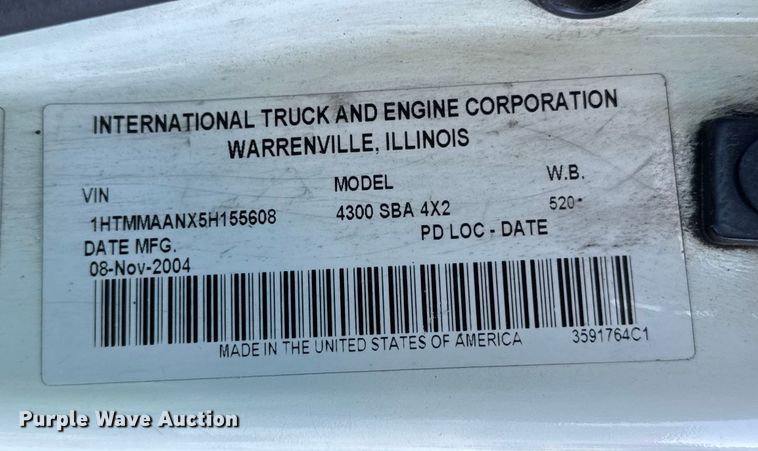 INTERNATIONAL TRUCK AND ENGINE CORPORATION
WARRENVILLE, ILLINOIS
VIN MODEL W.B.
1HTMMAANX5H155608 4300 SBA 4X2 520
DATE MFG. PD LOC - DATE
08-Nov-2004
MADE IN THE UNITED STATES OF AMERICA 3591764C1
Purple Wave Auction